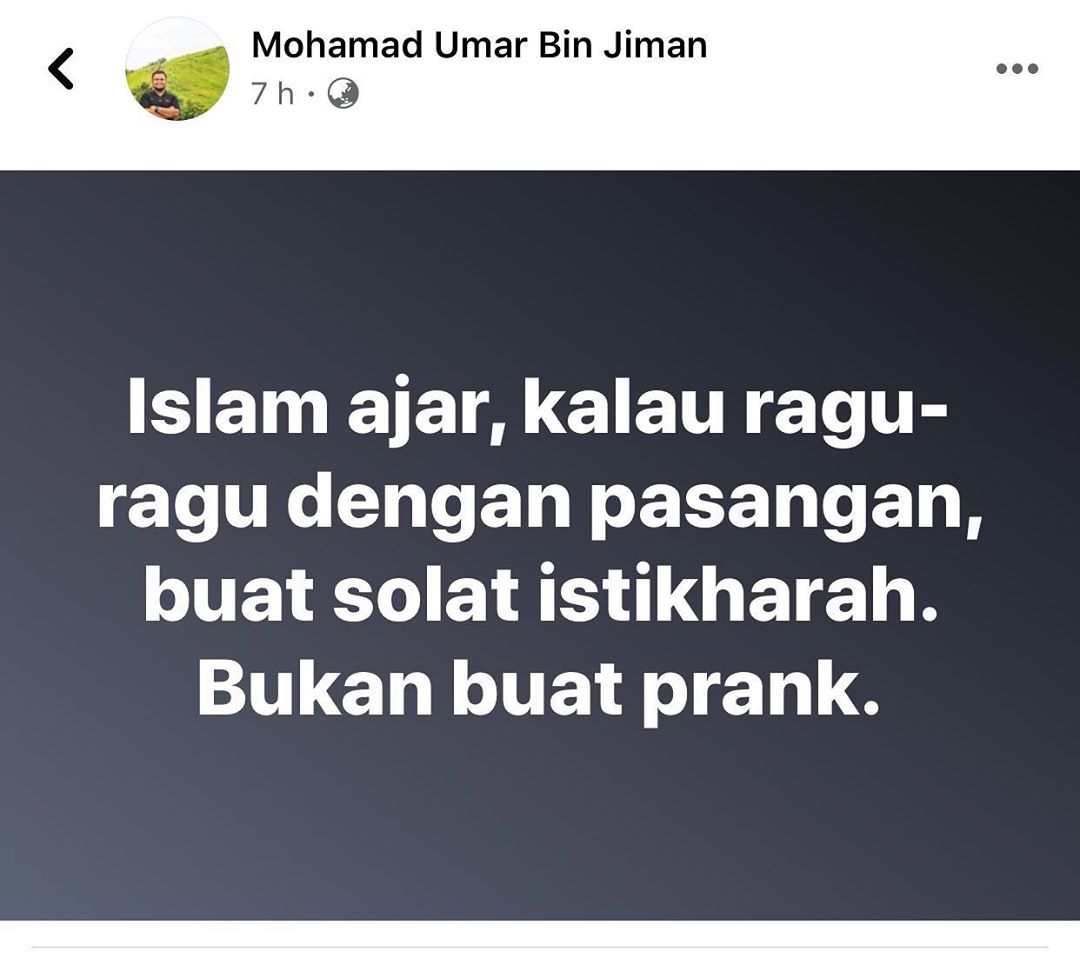 Mohamad Umar Bin Jiman
7 h ·
Islam ajar, kalau ragu-
ragu dengan pasangan,
buat solat istikharah.
Bukan buat prank.